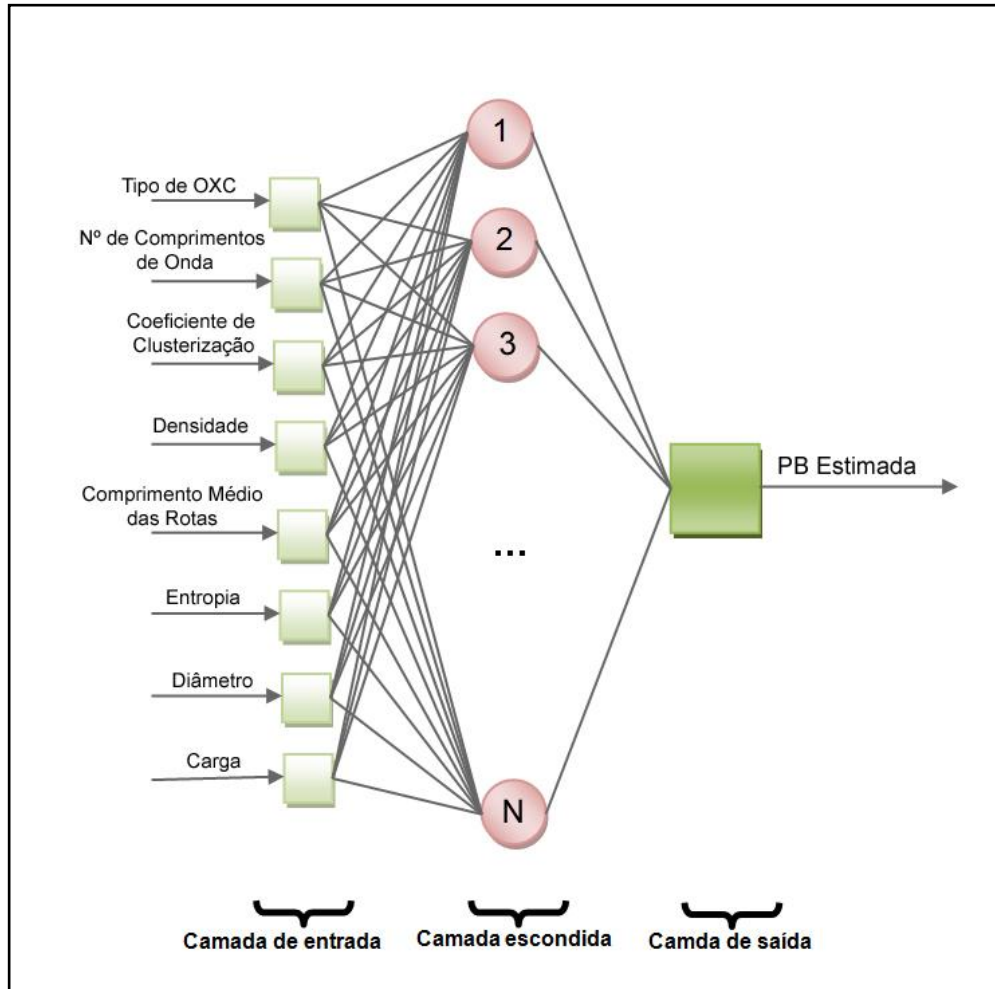 1
Tipo de OXC
Nº de Comprimentos
de Onda
2
Coeficiente de
Clusterização
3
Densidade
PB Estimada
Comprimento Médio
das Rotas
...
Entropia
Diâmetro
Carga
N
Camada de entrada
Camada escondida
Camda de saída